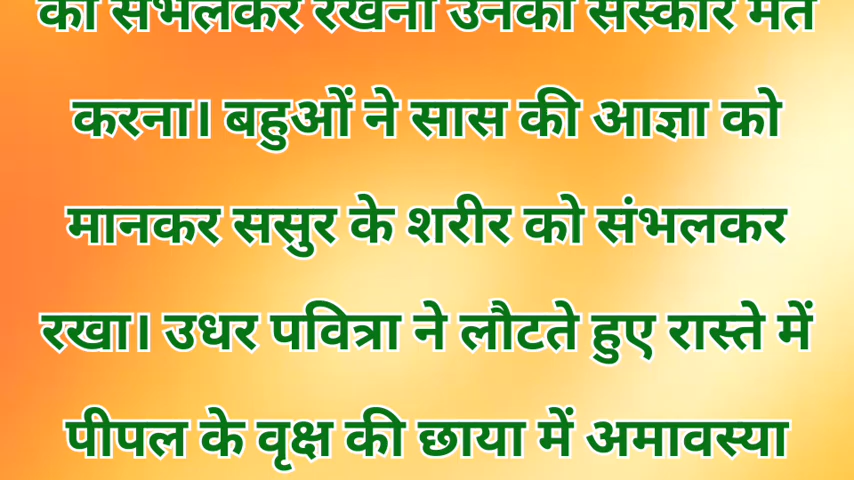 को संभलकर रखना उनका संस्कार मत
करना। बहुओं ने सास की आज्ञा को
मानकर ससुर के शरीर को संभलकर
रखा। उधर पवित्रा ने लौटते हुए रास्ते में
पीपल के वृक्ष की छाया में अमावस्या